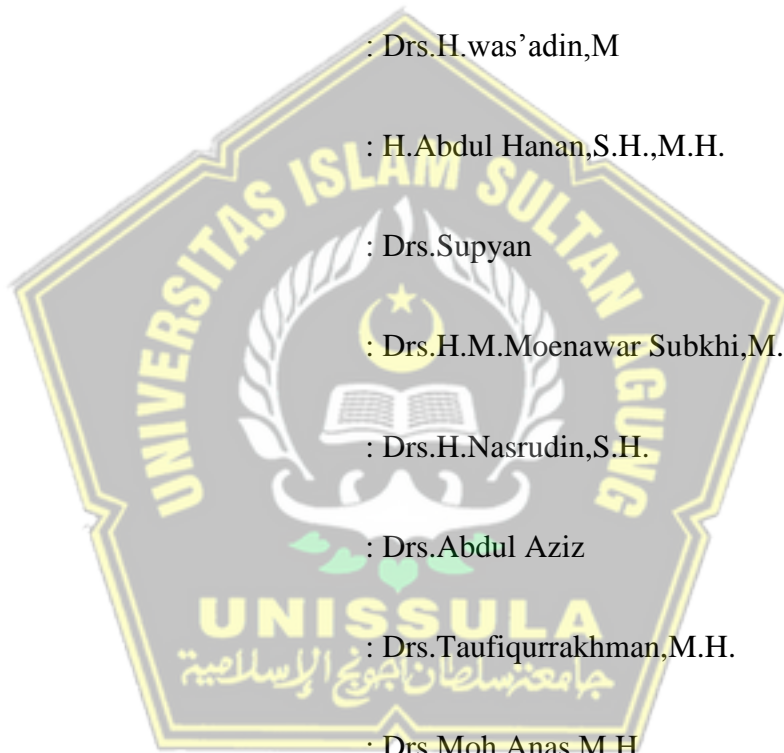 : Drs.H.was’adin,M
: H.Abdul Hanan,S.H.,M.H.
UNIVERSITAS ISLAM SULTAN AGUNG
: Drs.Supyan
: Drs.H.M.Moenawar Subkhi,M.
: Drs.H.Nasrudin,S.H.
: Drs.Abdul Aziz
UNISSULA
: Drs.Taufiqurrakhman,M.H.
جامعة سلطان أجونج الإسلامية
: Drs.Moh.Anas,M.H